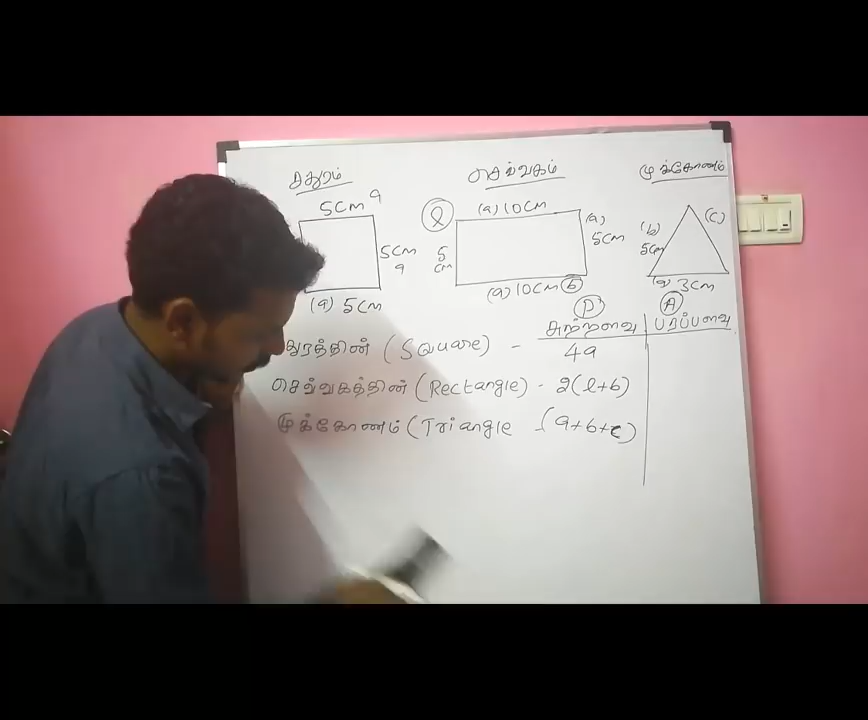 சதுரம் செவ்வகம் முக்கோணம்
5cm a l (a) 10cm (a) (b) (c)
5cm a 5 cm 5cm 5cm
(a) 5cm (a) 10cm b (a) 3cm
P A
சுற்றளவு பரப்பளவு
துரத்தின் (Square) - 4a
செவ்வகத்தின் (Rectangle) - 2(l+b)
முக்கோணம் (Triangle - (a+b+c)